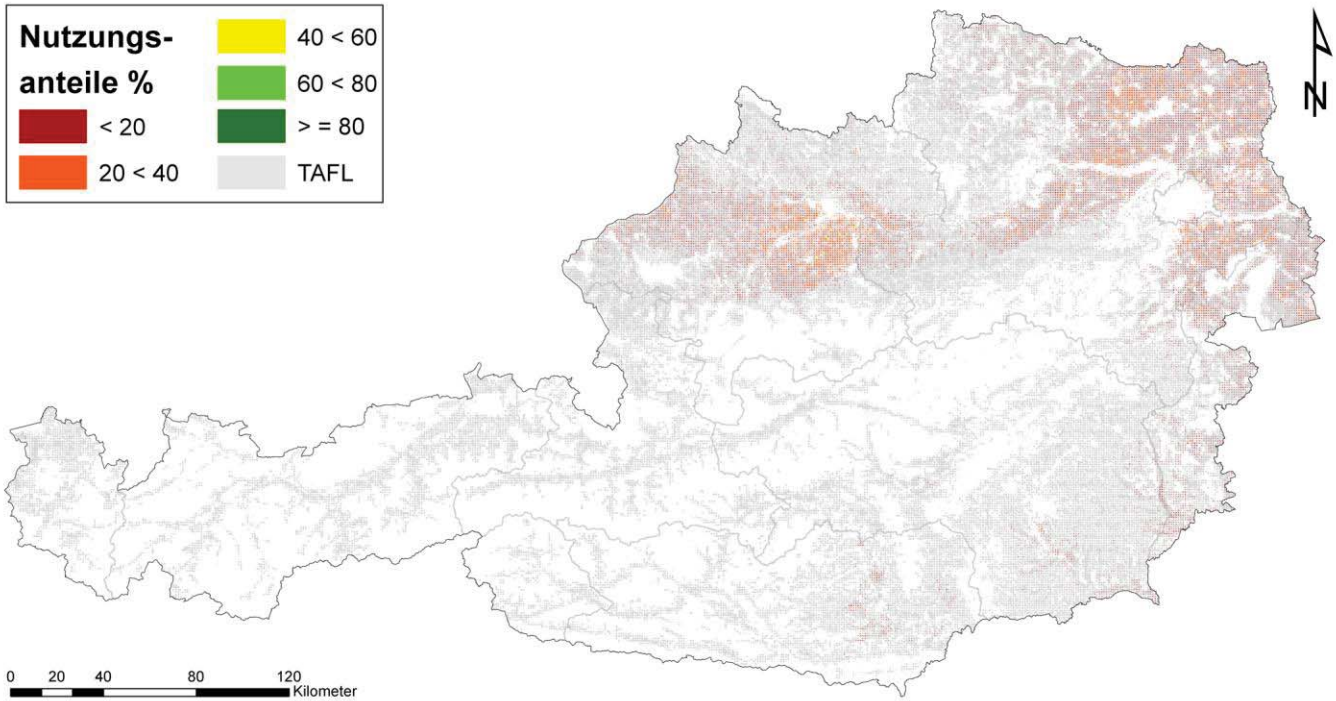 Nutzungs-
anteile %
< 20
20 < 40
40 < 60
60 < 80
> = 80
TAFL
N
0 20 40 80 120
Kilometer